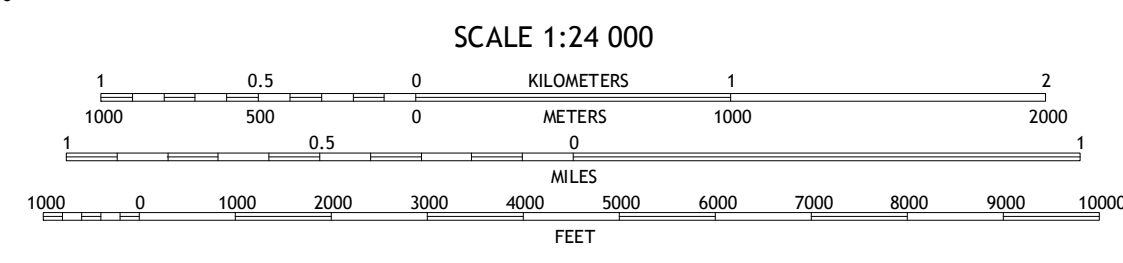 SCALE 1:24 000
1 0.5 0 KILOMETERS 1 2
1000 500 0 METERS 1000 2000
1 0.5 0 1
MILES
1000 0 1000 2000 3000 4000 5000 6000 7000 8000 9000 10000
FEET